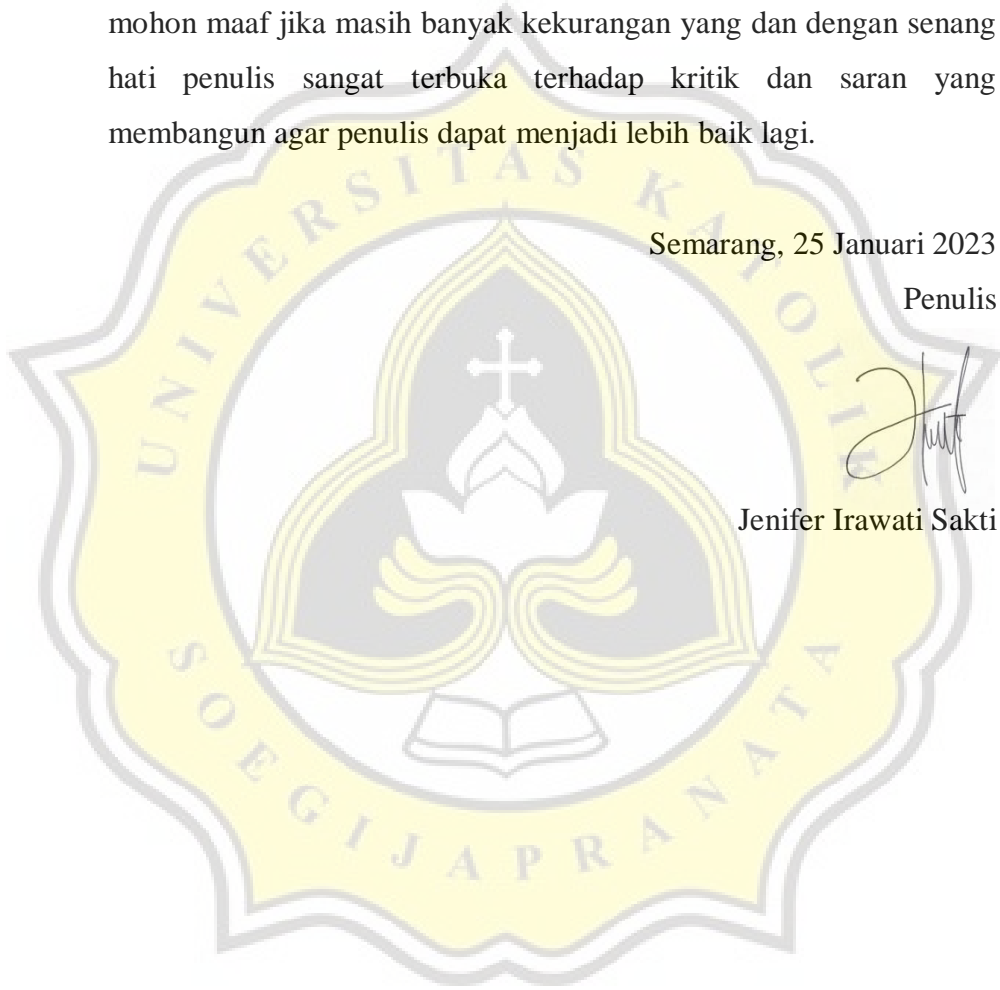 mohon maaf jika masih banyak kekurangan yang dan dengan senang
hati penulis sangat terbuka terhadap kritik dan saran yang
membangun agar penulis dapat menjadi lebih baik lagi.
UNIVERSITAS KATOLIK
Semarang, 25 Januari 2023
Penulis
Jenifer Irawati Sakti
SOEGIJAPRANATA